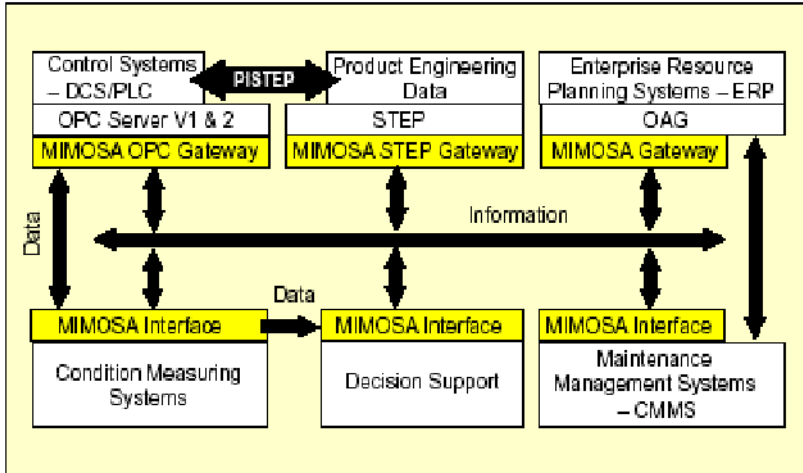 Control Systems
– DCS/PLC
PISTEP
Product Engineering
Data
Enterprise Resource
Planning Systems – ERP
OPC Server V1 & 2
STEP
OAG
MIMOSA OPC Gateway
MIMOSA STEP Gateway
MIMOSA Gateway
Data
Information
Data
MIMOSA Interface
MIMOSA Interface
MIMOSA Interface
Condition Measuring
Systems
Decision Support
Maintenance
Management Systems
– CMMS